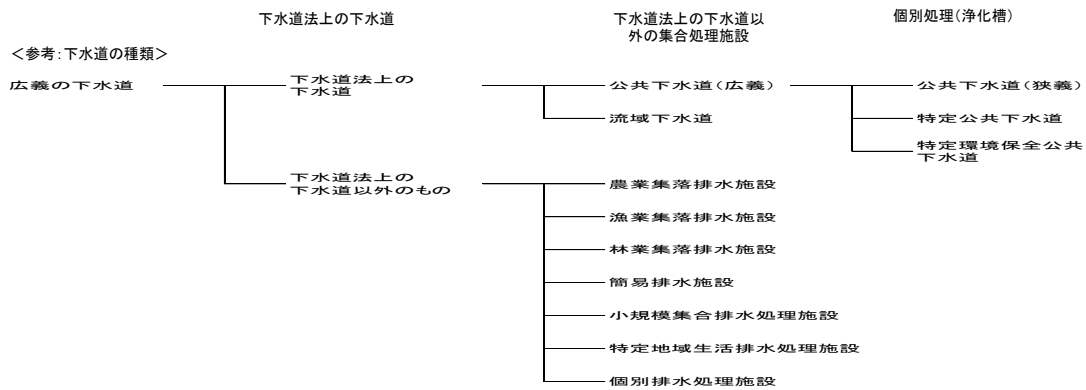 下水道法上の下水道
下水道法上の下水道以
外の集合処理施設
個別処理(浄化槽)
＜参考：下水道の種類＞
広義の下水道
下水道法上の
下水道
公共下水道(広義)
公共下水道(狭義)
流域下水道
特定公共下水道
特定環境保全公共
下水道
下水道法上の
下水道以外のもの
農業集落排水施設
漁業集落排水施設
林業集落排水施設
簡易排水施設
小規模集合排水処理施設
特定地域生活排水処理施設
個別排水処理施設